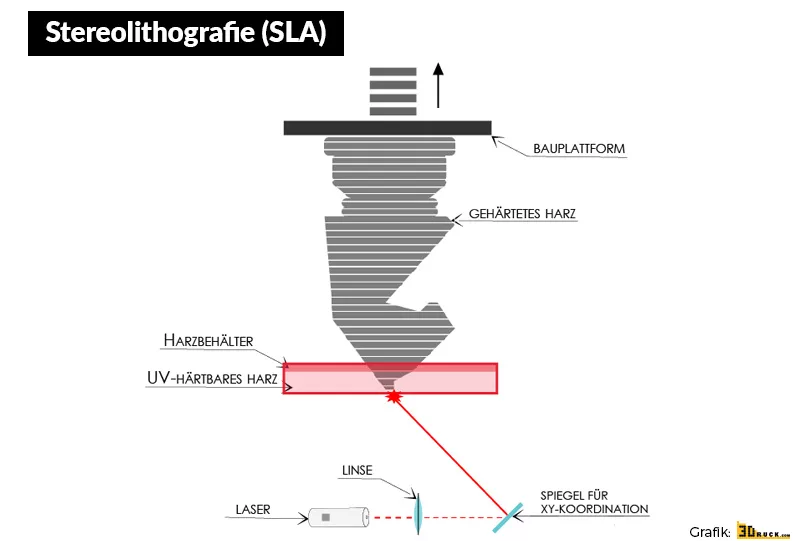 Stereolithografie (SLA)
BAUPLATTFORM
GEHÄRTETES HARZ
HARZBEHÄLTER
UV-HÄRTBARES HARZ
LINSE
LASER
SPIEGEL FÜR
XY-KOORDINATION
Grafik: 3DRUCK.com